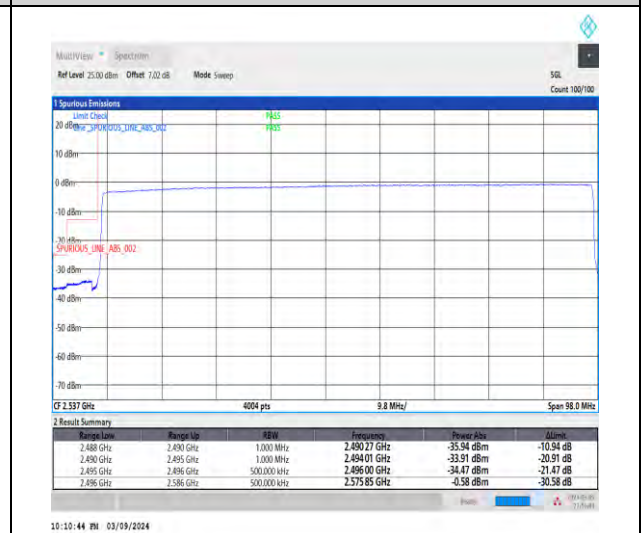 MultiView Spectrum
Ref Level 25.00 dBm Offset 7.02 dB Mode Sweep SGL
Count 100/100
1 Spurious Emissions
Limit Check PASS
20 dBm Line _SPURIOUS_LINE_ABS_002 PASS
10 dBm
0 dBm
-10 dBm
-20 dBm
SPURIOUS_LINE_ABS_002
-30 dBm
-40 dBm
-50 dBm
-60 dBm
-70 dBm
CF 2.537 GHz 4004 pts 9.8 MHz/ Span 98.0 MHz
2 Result Summary
Range Low Range Up RBW Frequency Power Abs ΔLimit
2.488 GHz 2.490 GHz 1.000 MHz 2.490 27 GHz -35.94 dBm -10.94 dB
2.490 GHz 2.495 GHz 1.000 MHz 2.494 01 GHz -33.91 dBm -20.91 dB
2.495 GHz 2.496 GHz 500.000 kHz 2.496 00 GHz -34.47 dBm -21.47 dB
2.496 GHz 2.586 GHz 500.000 kHz 2.575 85 GHz -0.58 dBm -30.58 dB
10:10:44 PM 03/09/2024